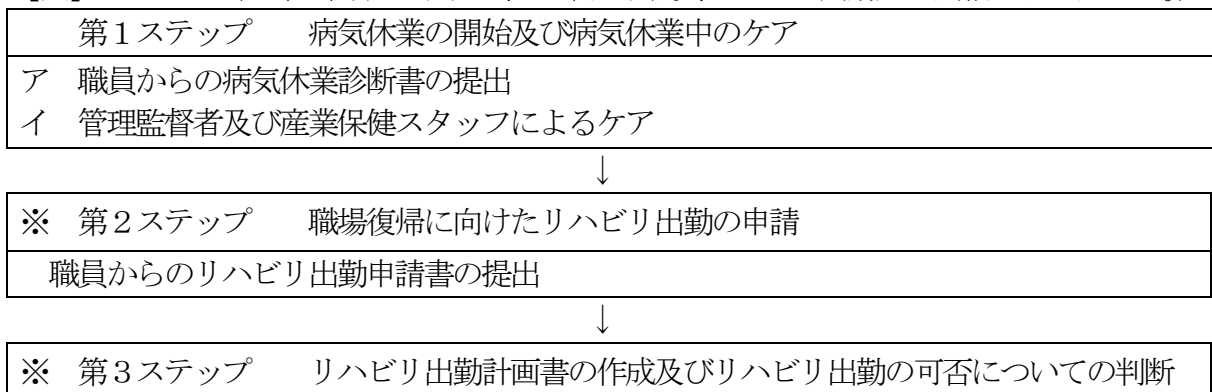 第1ステップ　　病気休業の開始及び病気休業中のケア
ア　職員からの病気休業診断書の提出
イ　管理監督者及び産業保健スタッフによるケア
↓
※　第2ステップ　　職場復帰に向けたリハビリ出勤の申請
職員からのリハビリ出勤申請書の提出
↓
※　第3ステップ　　リハビリ出勤計画書の作成及びリハビリ出勤の可否についての判断